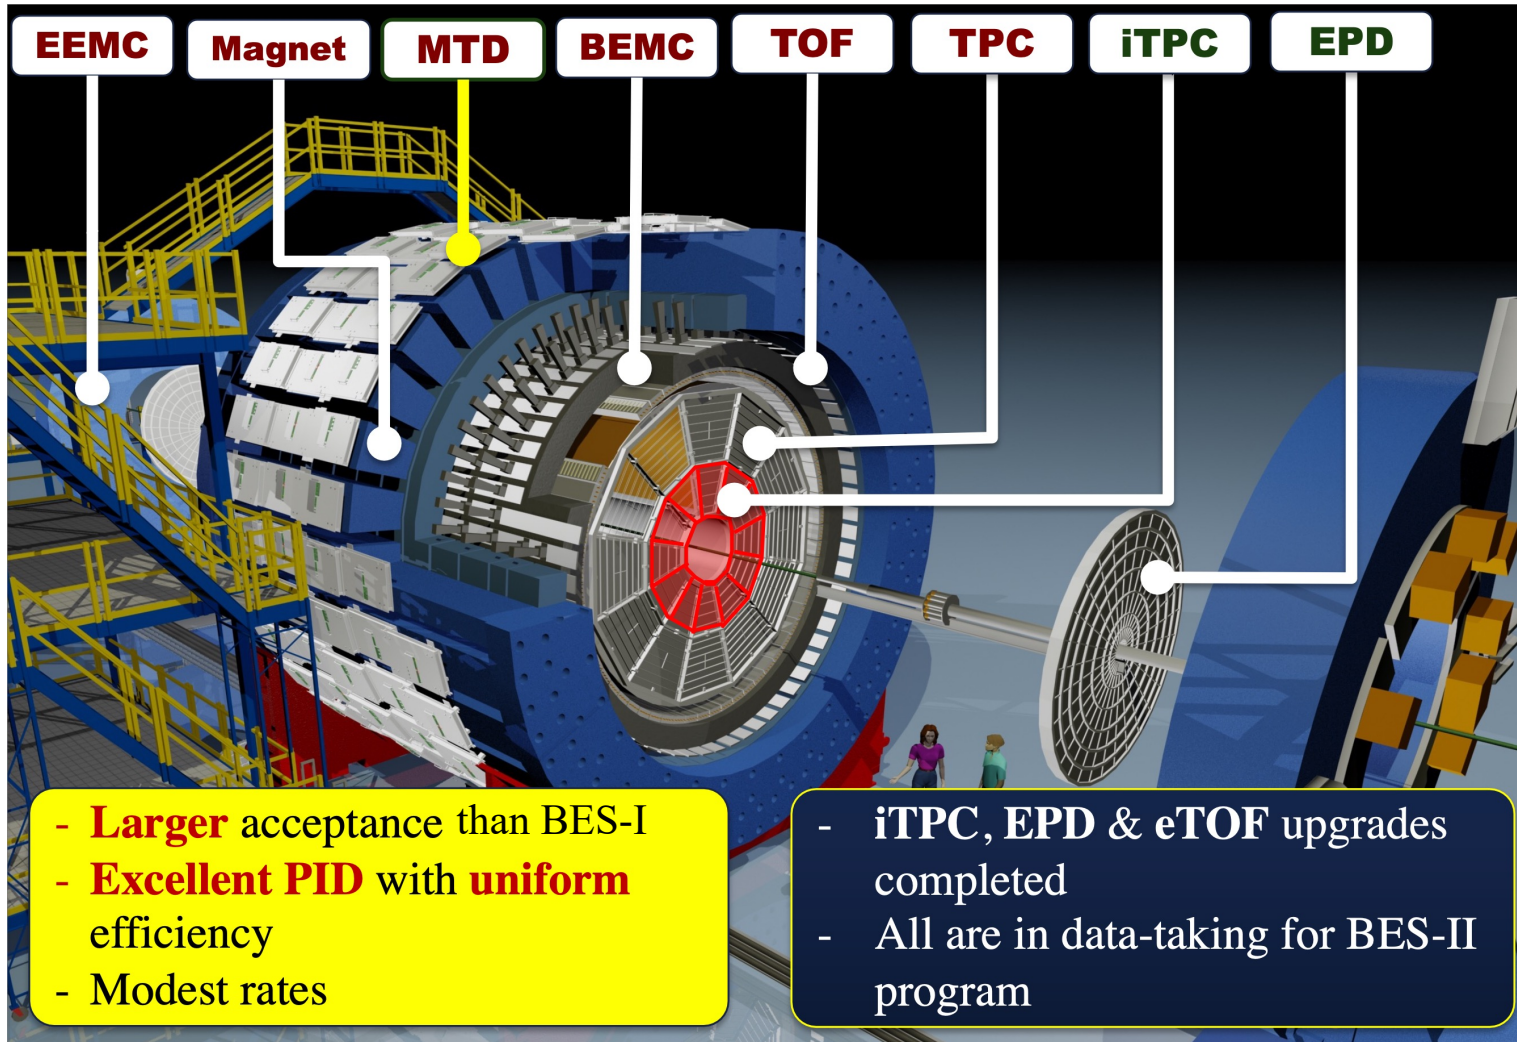 EEMC Magnet MTD BEMC TOF TPC iTPC EPD
- Larger acceptance than BES-I
- Excellent PID with uniform
efficiency
- Modest rates
- iTPC, EPD & eTOF upgrades
completed
- All are in data-taking for BES-II
program